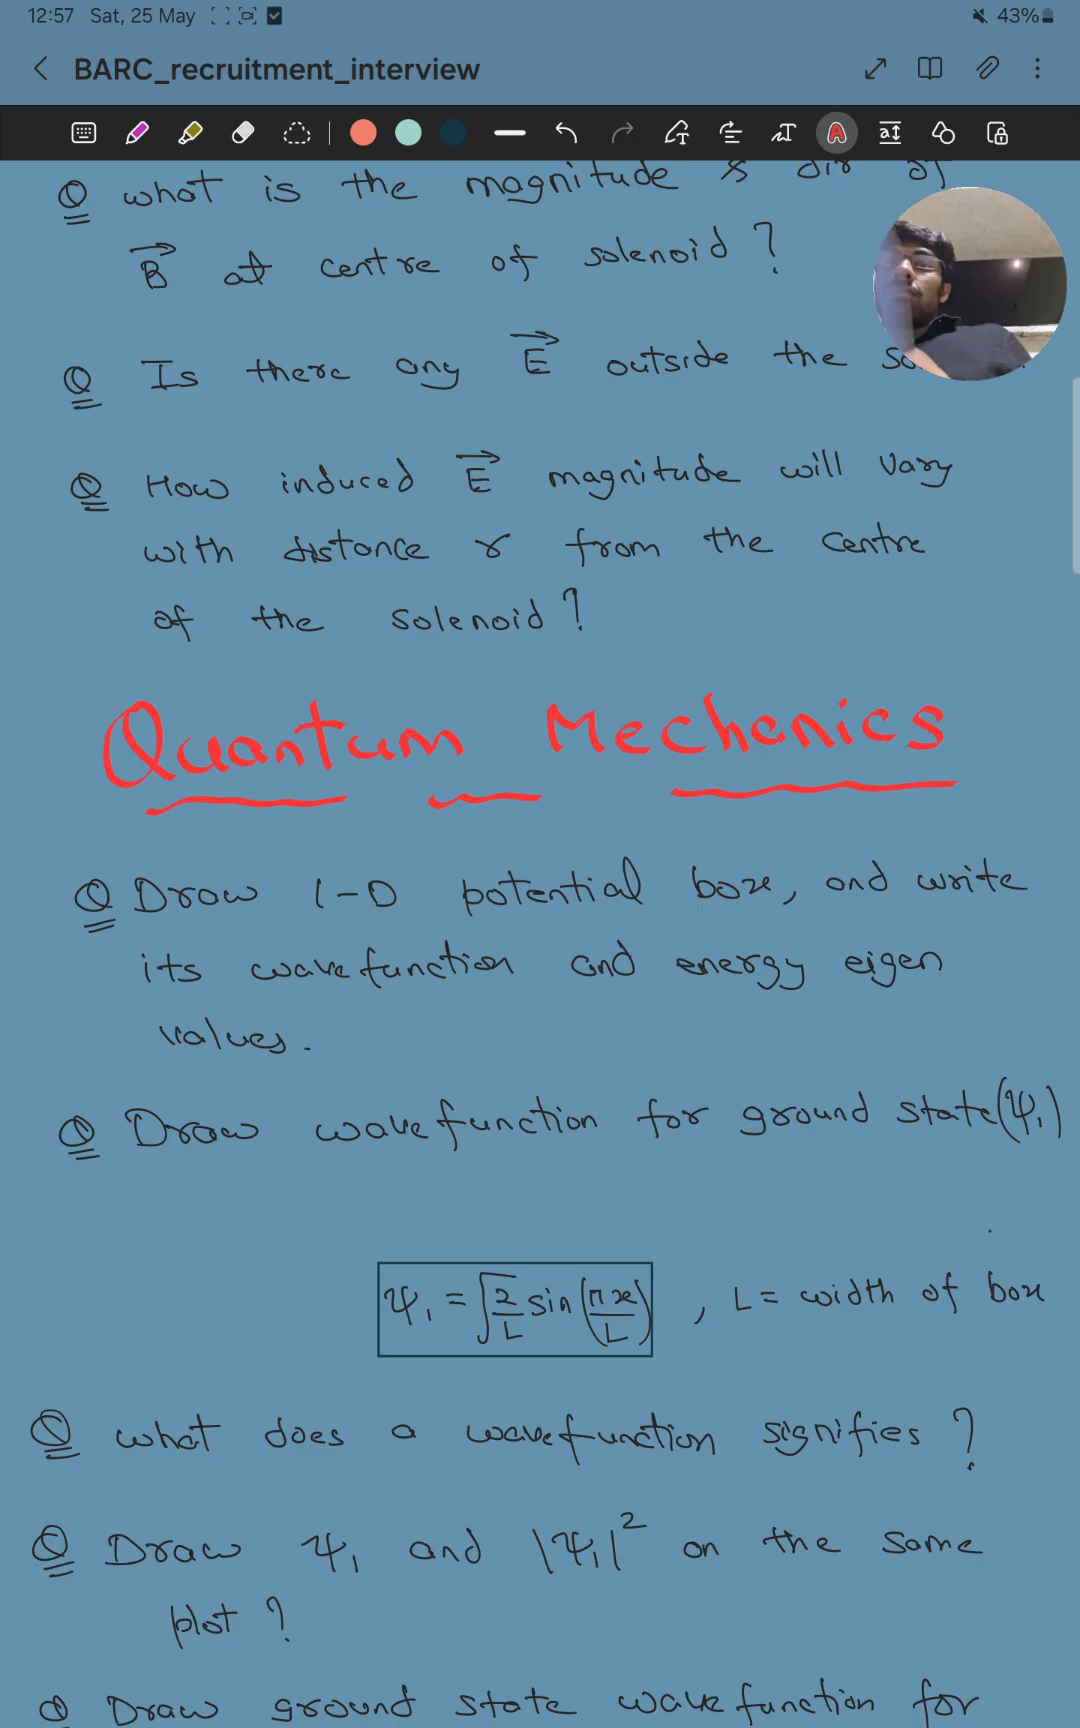 12:57 Sat, 25 May 43%
BARC_recruitment_interview
Q what is the magnitude & dir of
B at centre of solenoid ?
Q Is there any E outside the
Q How induced E magnitude will vary
with distance r from the centre
of the solenoid ?
Quantum Mechanics
Q Draw 1-D potential box, and write
its wavefunction and energy eigen
values.
Q Draw wavefunction for ground state(ψ₁)
ψ₁ = √2/L sin(πx/L) , L = width of box
Q what does a wavefunction signifies ?
Q Draw ψ₁ and |ψ₁|² on the same
plot ?
Q Draw ground state wavefunction for